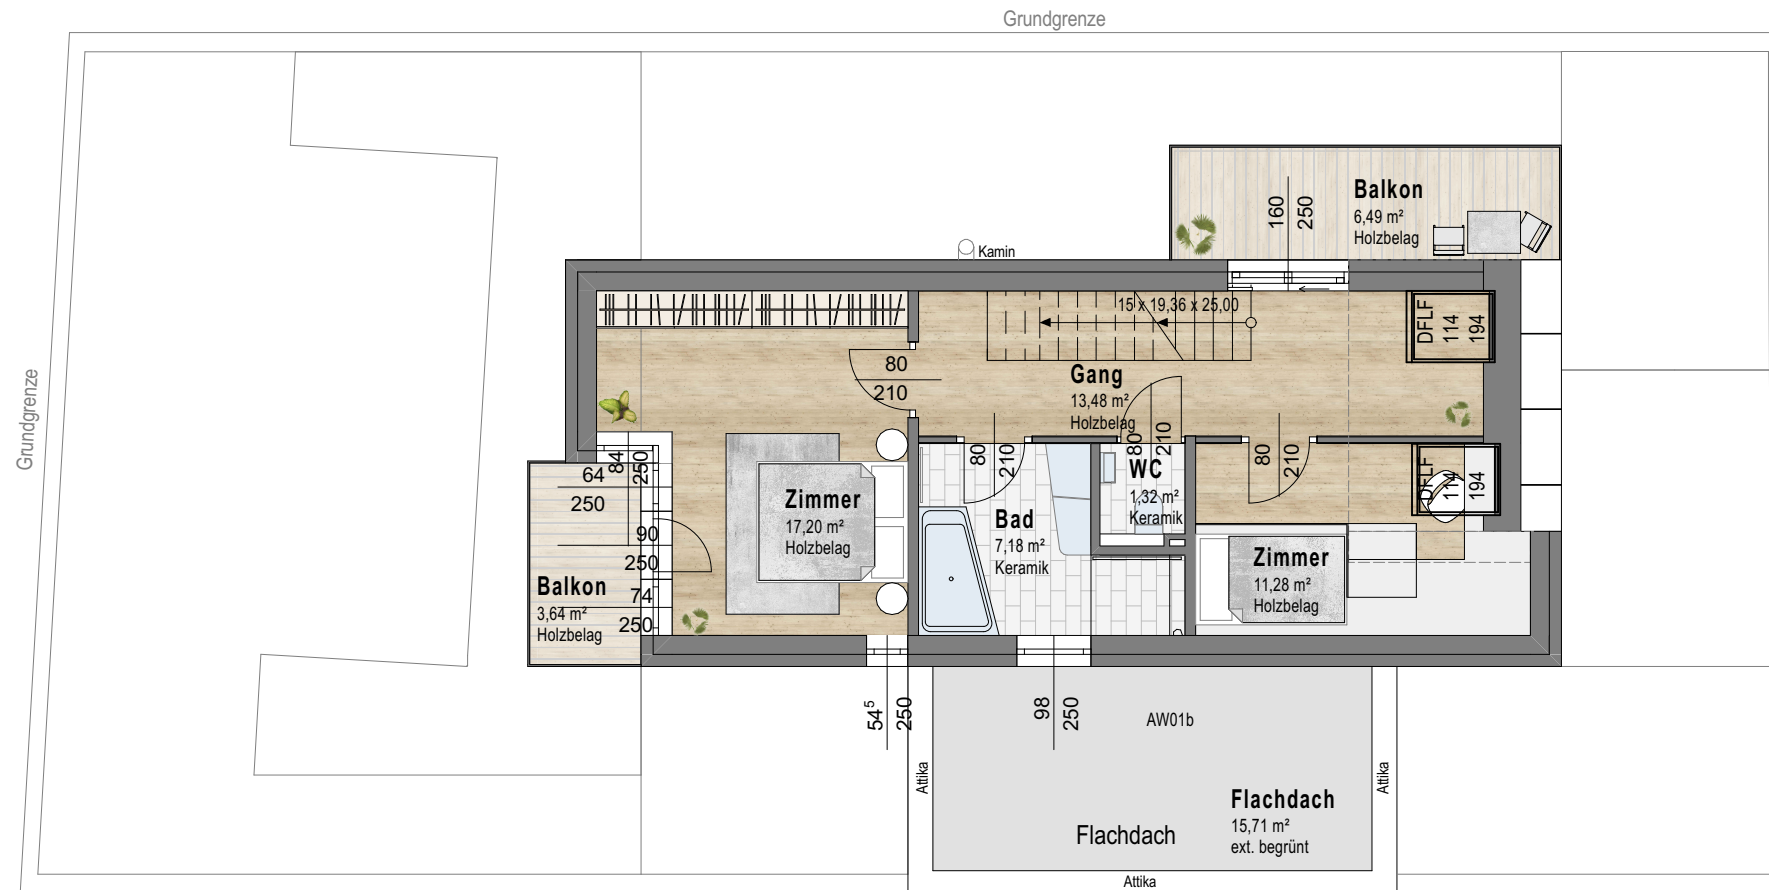 Grundgrenze
Grundgrenze
Balkon
6,49 m²
Holzbelag
160
250
Kamin
15 x 19,36 x 25,00
DFLF
114
194
80
210
Gang
13,48 m²
Holzbelag
80
210
80
210
80
210
DFLF
114
194
WC
1,32 m²
Keramik
84
250
64
250
90
250
74
250
Zimmer
17,20 m²
Holzbelag
Bad
7,18 m²
Keramik
Zimmer
11,28 m²
Holzbelag
Balkon
3,64 m²
Holzbelag
54⁵
250
98
250
AW01b
Attika
Attika
Flachdach
15,71 m²
ext. begrünt
Flachdach
Attika